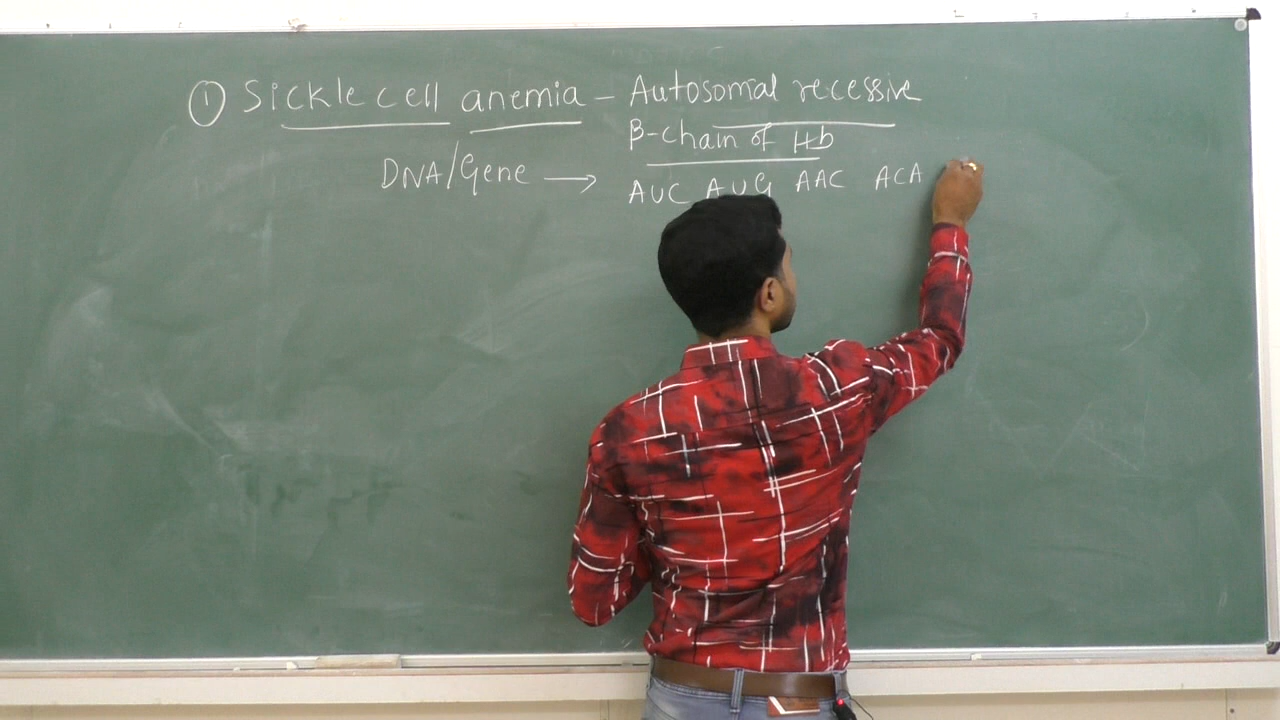 ① Sickle cell anemia – Autosomal recessive
β-chain of Hb
DNA/Gene → AUC AUG AAC ACA